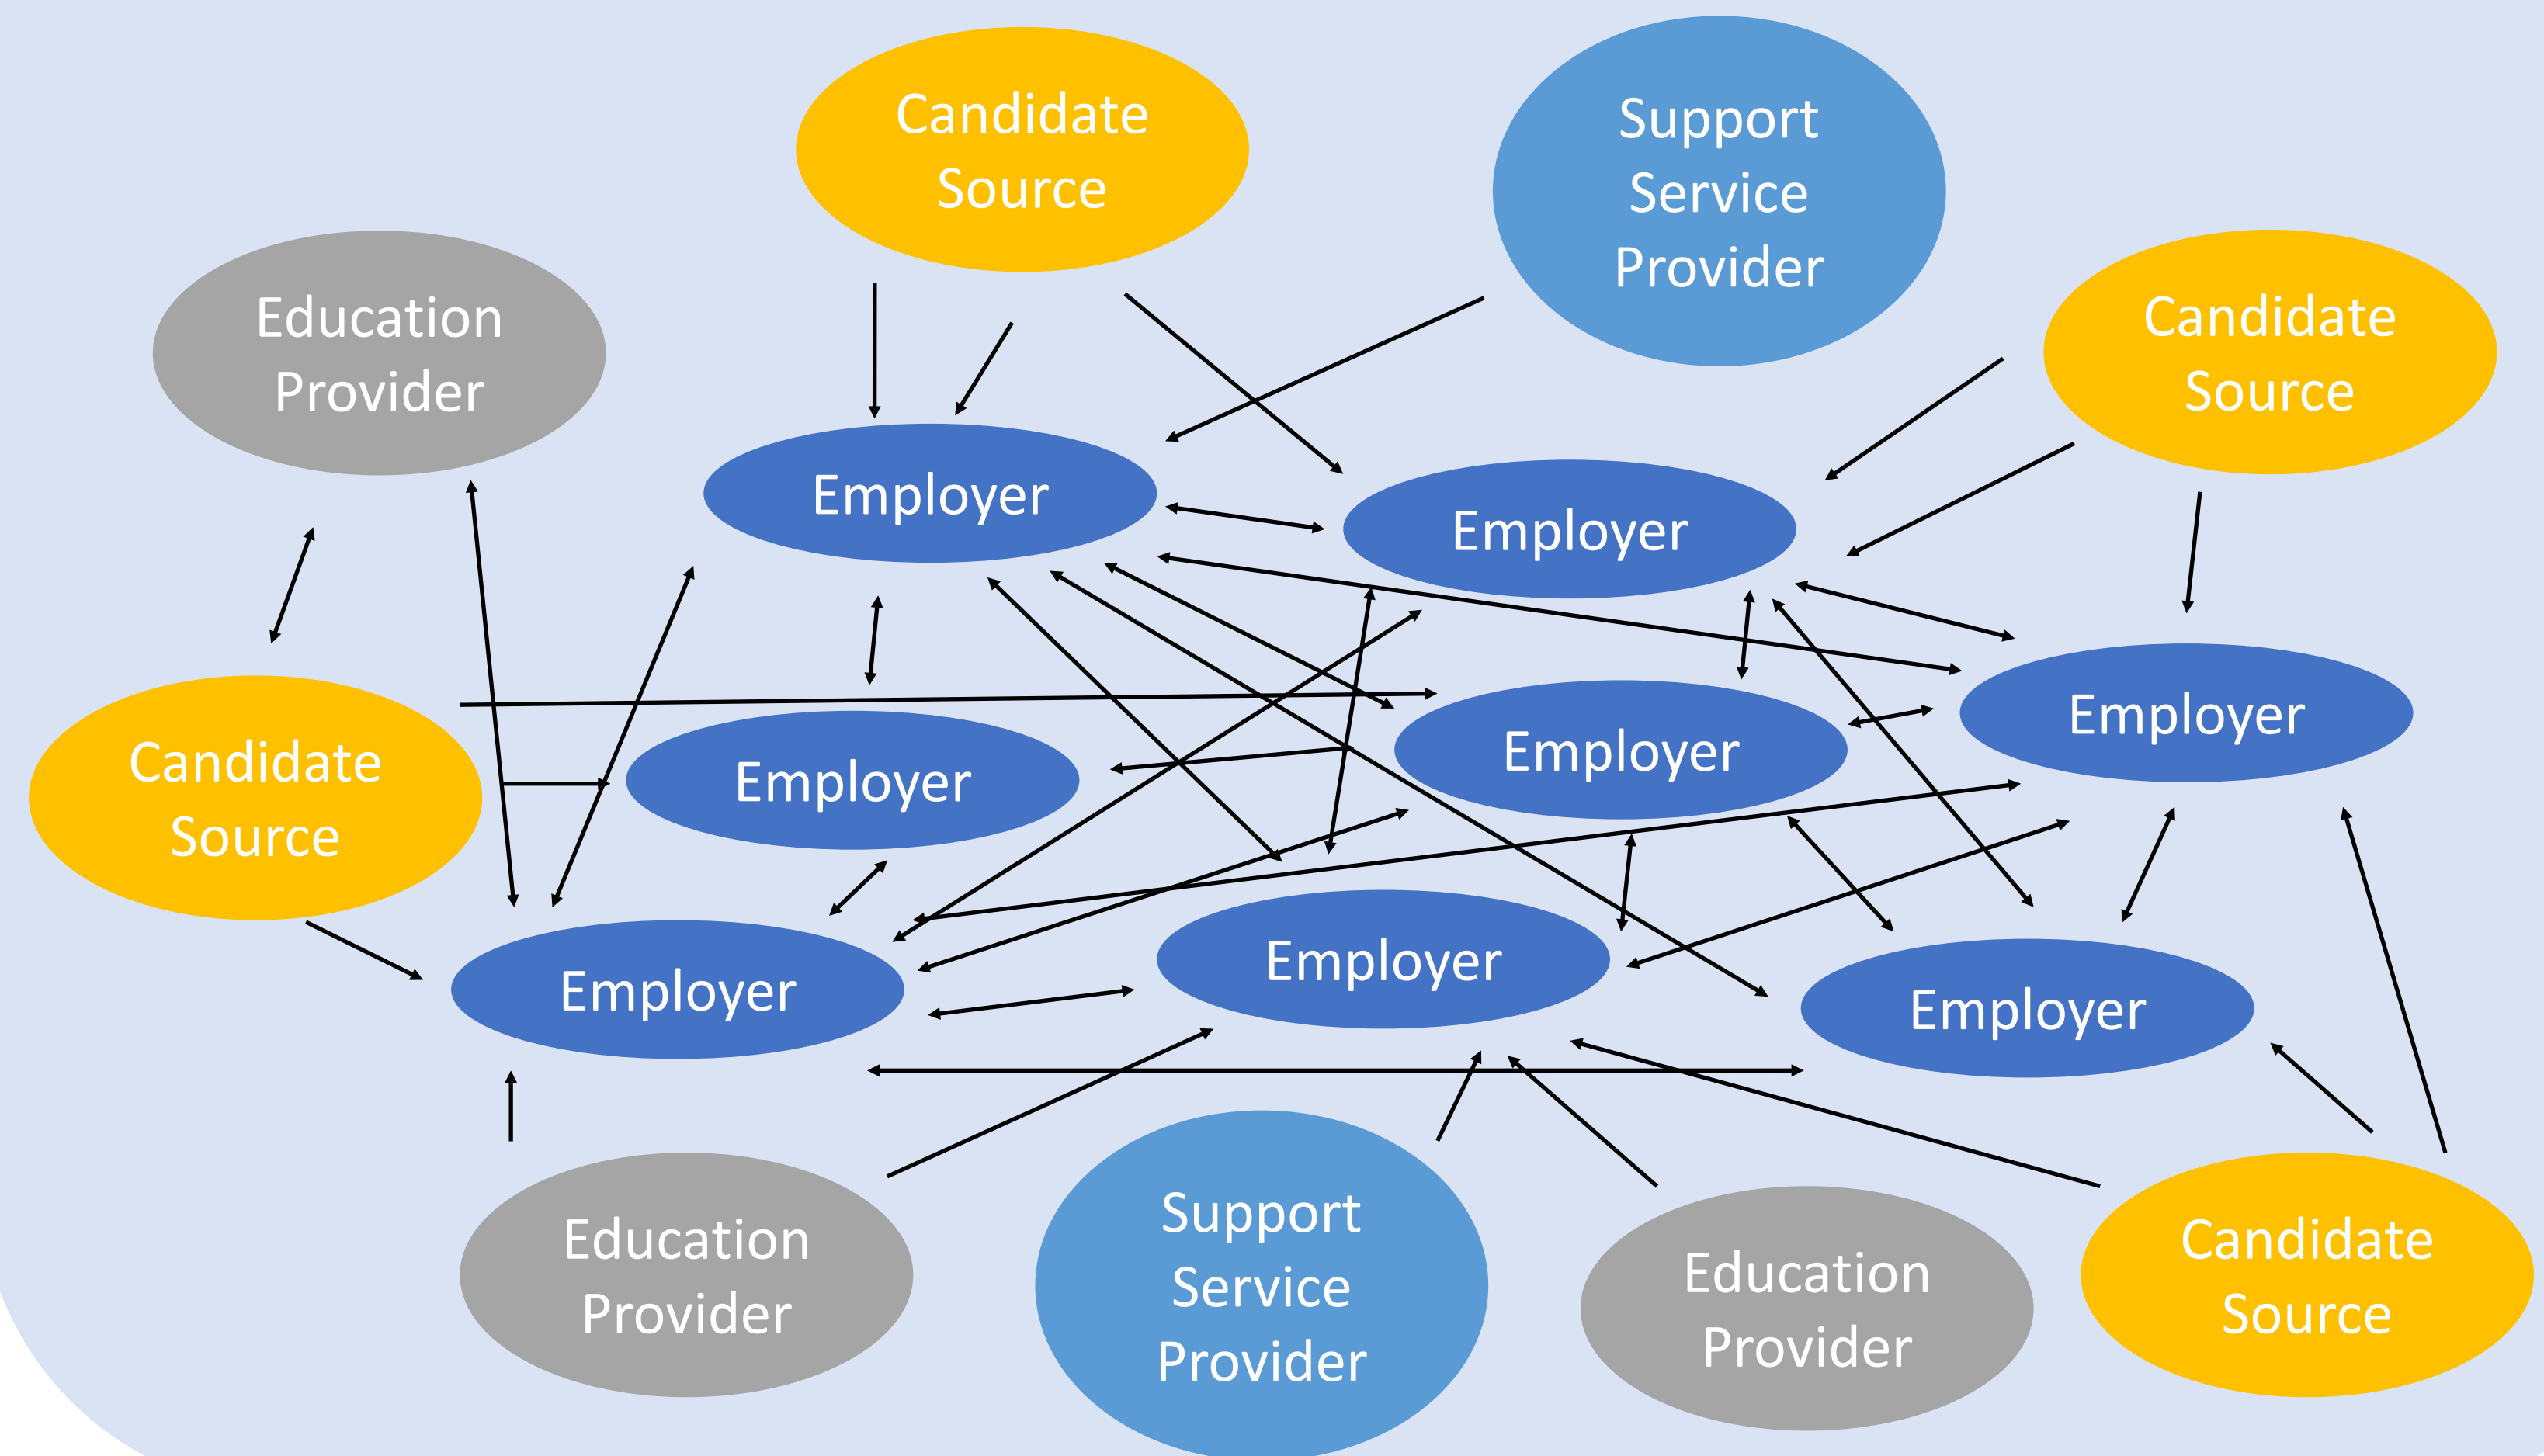 Candidate
Source
Support
Service
Provider
Education
Provider
Candidate
Source
Employer
Employer
Employer
Employer
Employer
Candidate
Source
Employer
Employer
Employer
Education
Provider
Support
Service
Provider
Education
Provider
Candidate
Source